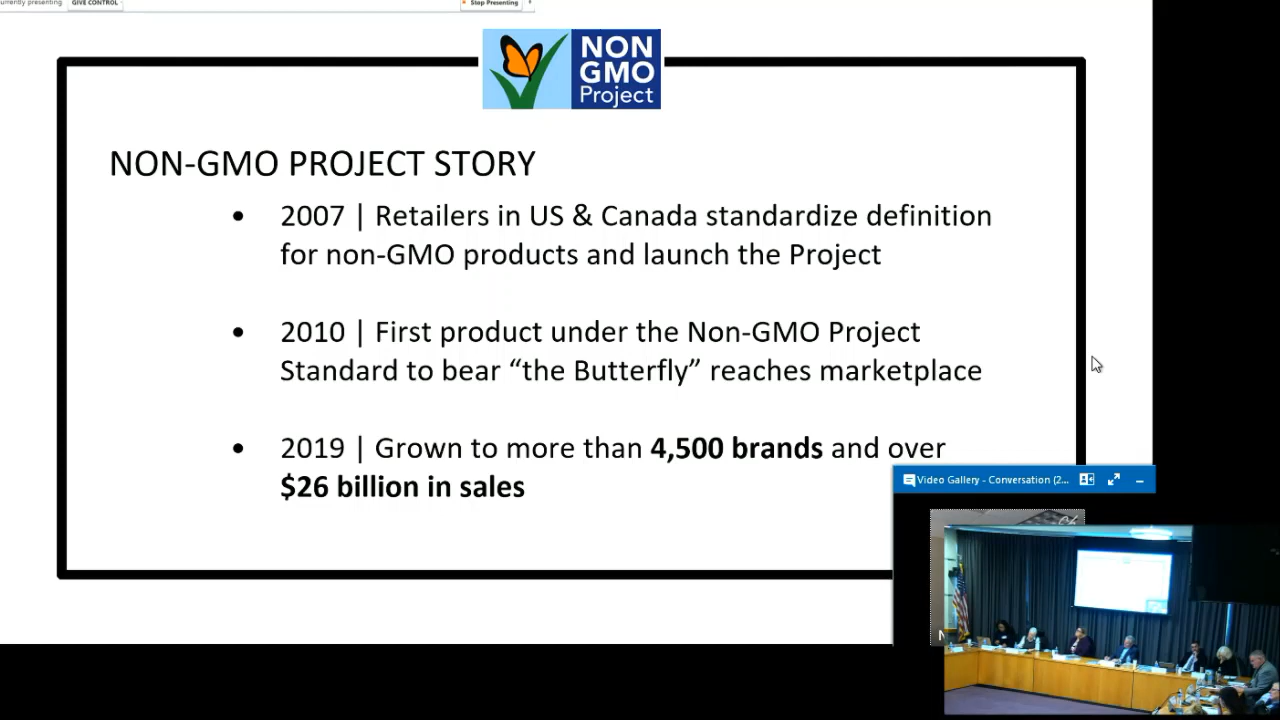 urrently presenting GIVE CONTROL Stop Presenting
NON
GMO
Project
NON-GMO PROJECT STORY
• 2007 | Retailers in US & Canada standardize definition
for non-GMO products and launch the Project
• 2010 | First product under the Non-GMO Project
Standard to bear “the Butterfly” reaches marketplace
• 2019 | Grown to more than 4,500 brands and over
$26 billion in sales
Video Gallery - Conversation (2...